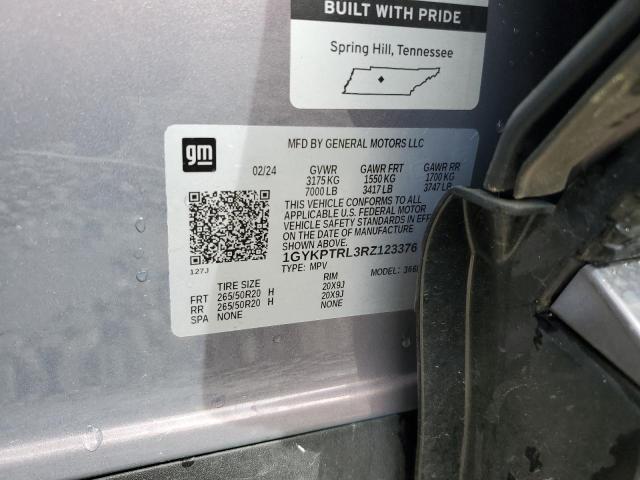 BUILT WITH PRIDE
Spring Hill, Tennessee
gm
MFD BY GENERAL MOTORS LLC
02/24 GVWR GAWR FRT GAWR RR
3175 KG 1550 KG 1700 KG
7000 LB 3417 LB 3747 LB
THIS VEHICLE CONFORMS TO ALL
APPLICABLE U.S. FEDERAL MOTOR
VEHICLE SAFETY STANDARDS IN EFF
ON THE DATE OF MANUFACTURE
SHOWN ABOVE.
1GYKPTRL3RZ123376
TYPE: MPV MODEL:
127J
TIRE SIZE RIM
FRT 265/50R20 H 20X9J
RR 265/50R20 H 20X9J
SPA NONE NONE